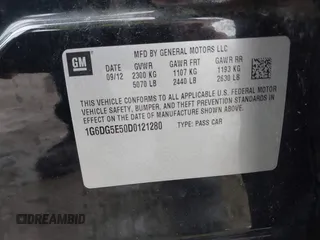 GM
MFD BY GENERAL MOTORS LLC
DATE GVWR GAWR FRT GAWR RR
09/12 2300 KG 1107 KG 1193 KG
5070 LB 2440 LB 2630 LB
THIS VEHICLE CONFORMS TO ALL APPLICABLE U.S. FEDERAL MOTOR
VEHICLE SAFETY, BUMPER, AND THEFT PREVENTION STANDARDS IN
EFFECT ON THE DATE OF MANUFACTURE SHOWN ABOVE.
1G6DG5E50D0121280 TYPE: PASS CAR
DREAMBID